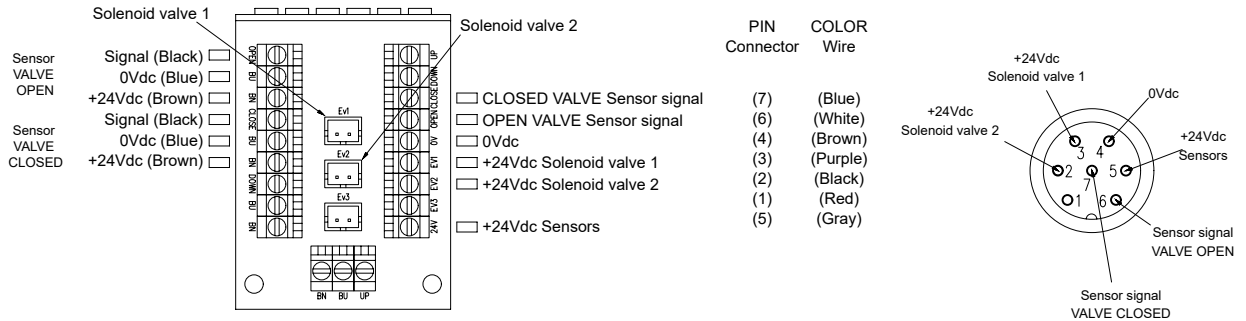 Solenoid valve 1
Solenoid valve 2
Sensor
VALVE
OPEN
Signal (Black)
0Vdc (Blue)
+24Vdc (Brown)
Sensor
VALVE
CLOSED
Signal (Black)
0Vdc (Blue)
+24Vdc (Brown)
OPEN
BU
BN
CLOSE
BU
BN
DOWN
BU
BN
Ev1
Ev2
Ev3
UP
DOWN
CLOSE
OPEN
0V
EV1
EV2
EV3
24V
BN BU UP
CLOSED VALVE Sensor signal
OPEN VALVE Sensor signal
0Vdc
+24Vdc Solenoid valve 1
+24Vdc Solenoid valve 2
+24Vdc Sensors
PIN COLOR
Connector Wire
(7) (Blue)
(6) (White)
(4) (Brown)
(3) (Purple)
(2) (Black)
(1) (Red)
(5) (Gray)
+24Vdc
Solenoid valve 1
0Vdc
+24Vdc
Solenoid valve 2
+24Vdc
Sensors
3 4
2 5
7
1 6
Sensor signal
VALVE OPEN
Sensor signal
VALVE CLOSED